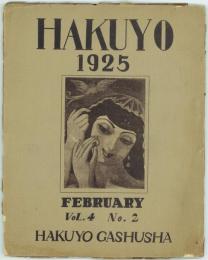 HAKUYO
1925
FEBRUARY
Vol. 4 No. 2
HAKUYO GASHUSHA